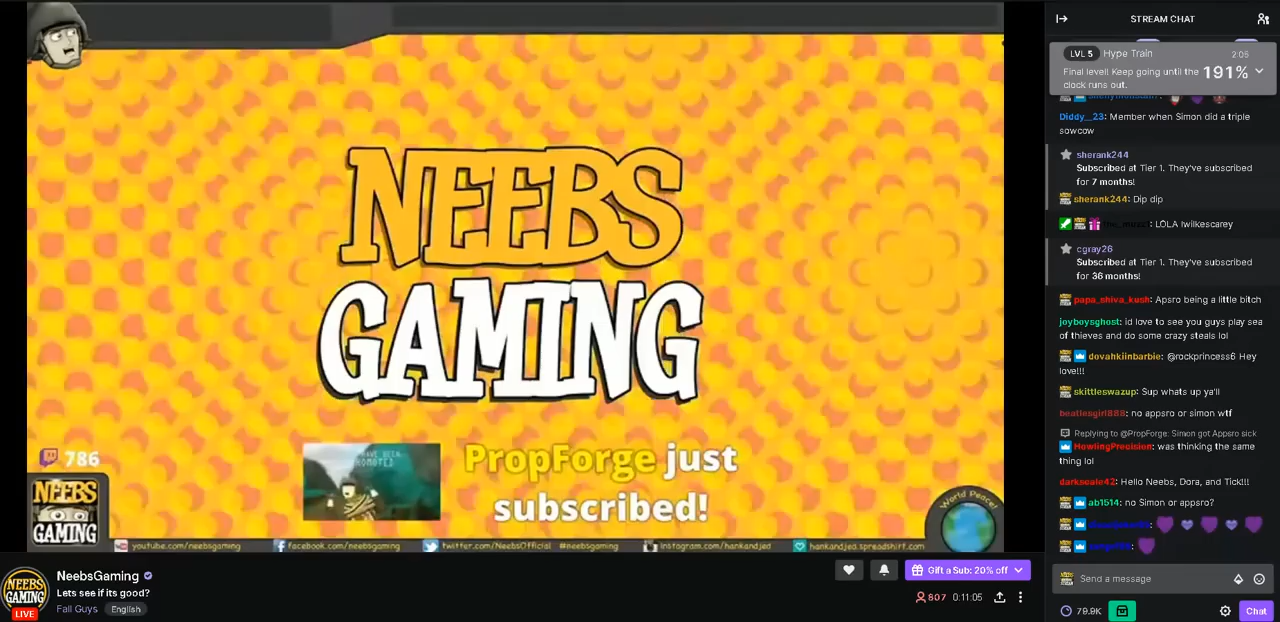 STREAM CHAT
LVL 5 Hype Train 2:05
Final level! Keep going until the
clock runs out.
191%
Diddy__23: Member when Simon did a triple
sowcow
sherank244
Subscribed at Tier 1. They've subscribed
for 7 months!
sherank244: Dip dip
: LOLA lwilkescarey
cgray26
Subscribed at Tier 1. They've subscribed
for 36 months!
papa_shiva_kush: Apsro being a little bitch
joyboysghost: id love to see you guys play sea
of thieves and do some crazy steals lol
dovahkiinbarbie: @rockprincess6 Hey
love!!!
skittleswazup: Sup whats up ya'll
beatlesgirl888: no appsro or simon wtf
Replying to @PropForge: Simon got Appsro sick
HowlingPrecision: was thinking the same
thing lol
darkseale42: Hello Neebs, Dora, and Tick!!!
ab1514: no Simon or appsro?
Send a message
79.9K
Chat
NEEBS
GAMING
PropForge just
subscribed!
786
NEEBS
GAMING
World Peace!
youtube.com/neebsgaming
facebook.com/neebsgaming
twitter.com/NeebsOfficial #neebsgaming
instagram.com/hankandjed
hankandjed.spreadshirt.com
NEEBS
GAMING
LIVE
NeebsGaming
Lets see if its good?
Fall Guys English
Gift a Sub: 20% off
807 0:11:05